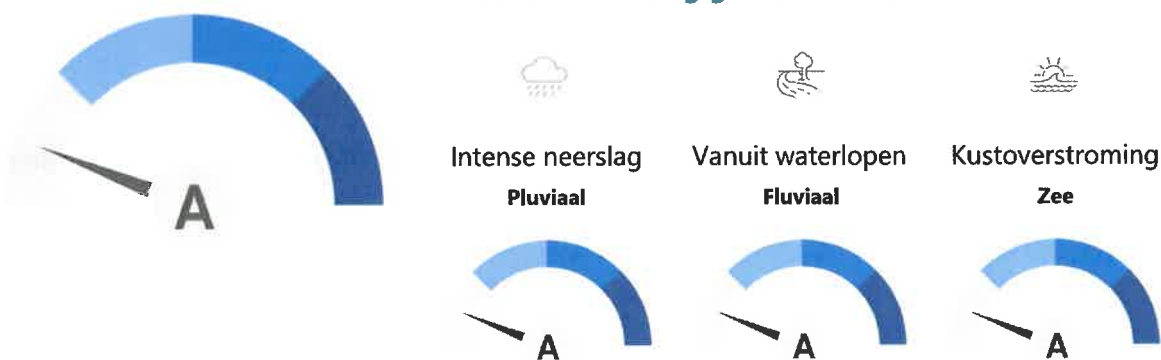 A
Intense neerslag
Pluviaal
A
Vanuit waterlopen
Fluviaal
A
Kustoverstroming
Zee
A